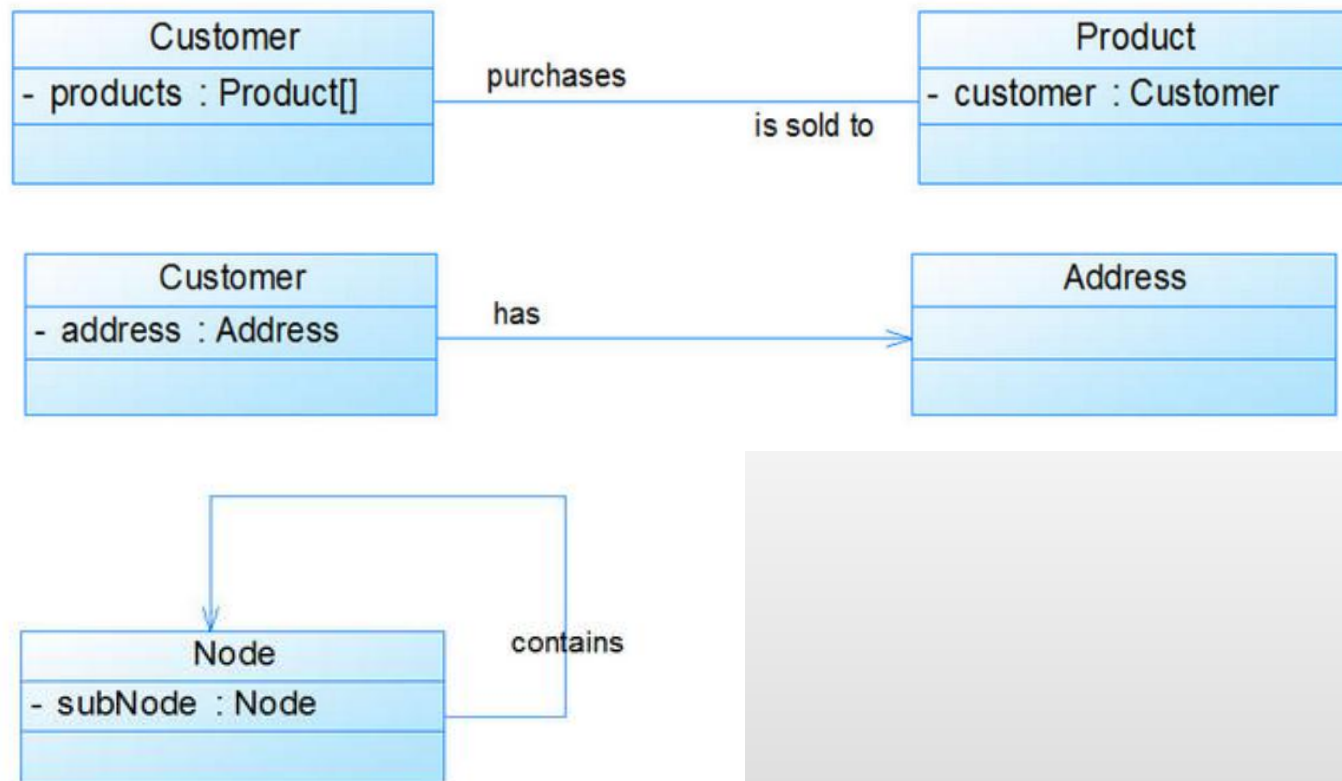 Customer
- products : Product[]
purchases
is sold to
Product
- customer : Customer
Customer
- address : Address
has
Address
contains
Node
- subNode : Node